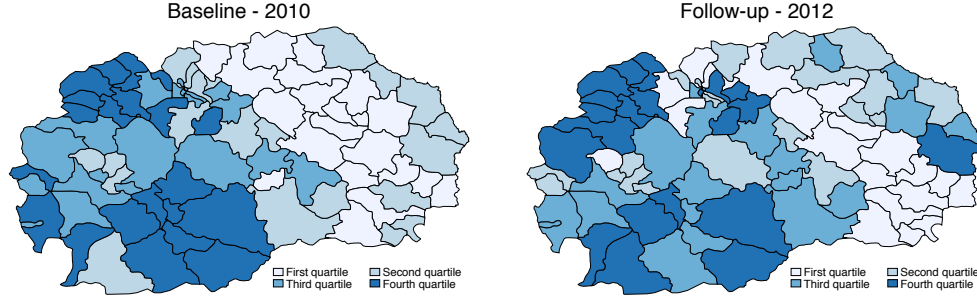 Baseline - 2010
First quartile Second quartile
Third quartile Fourth quartile
Follow-up - 2012
First quartile Second quartile
Third quartile Fourth quartile